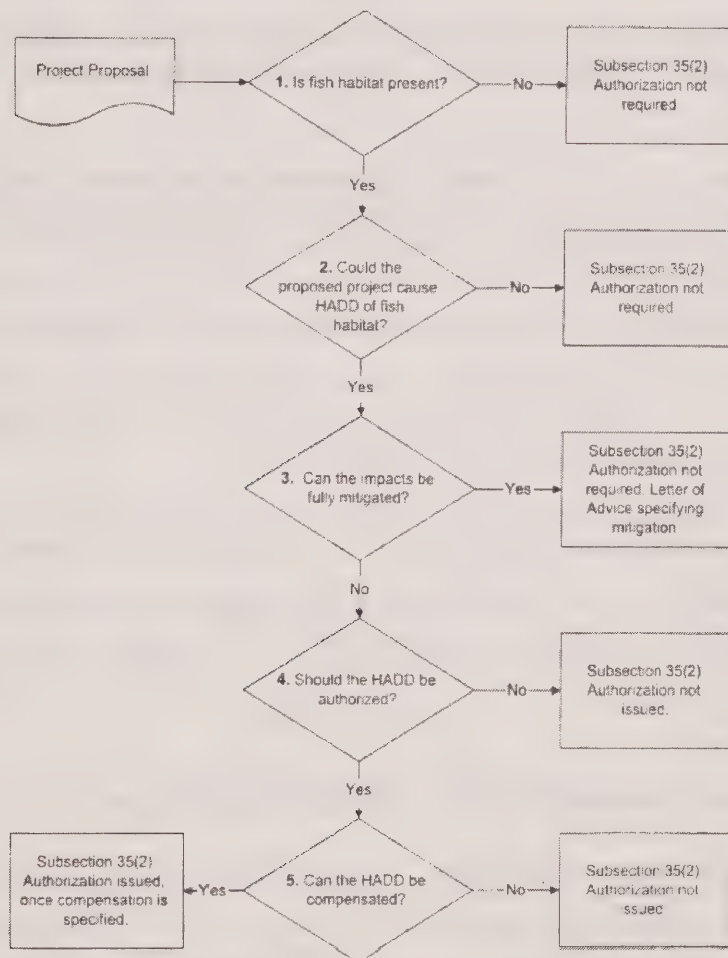 Project Proposal
1. Is fish habitat present?
No
Subsection 35(2)
Authorization not
required
Yes
2. Could the
proposed project cause
HADD of fish
habitat?
No
Subsection 35(2)
Authorization not
required
Yes
3. Can the impacts be
fully mitigated?
Yes
Subsection 35(2)
Authorization not
required. Letter of
Advice specifying
mitigation
No
4. Should the HADD be
authorized?
No
Subsection 35(2)
Authorization not
issued.
Yes
5. Can the HADD be
compensated?
Yes
Subsection 35(2)
Authorization issued,
once compensation is
specified.
No
Subsection 35(2)
Authorization not
issued